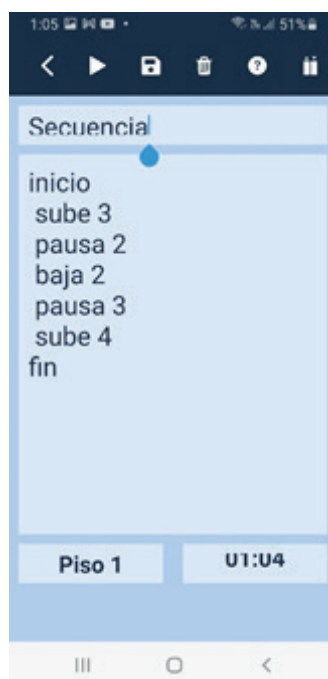 1:05 51%
Secuencia
inicio
sube 3
pausa 2
baja 2
pausa 3
sube 4
fin
Piso 1 01:04